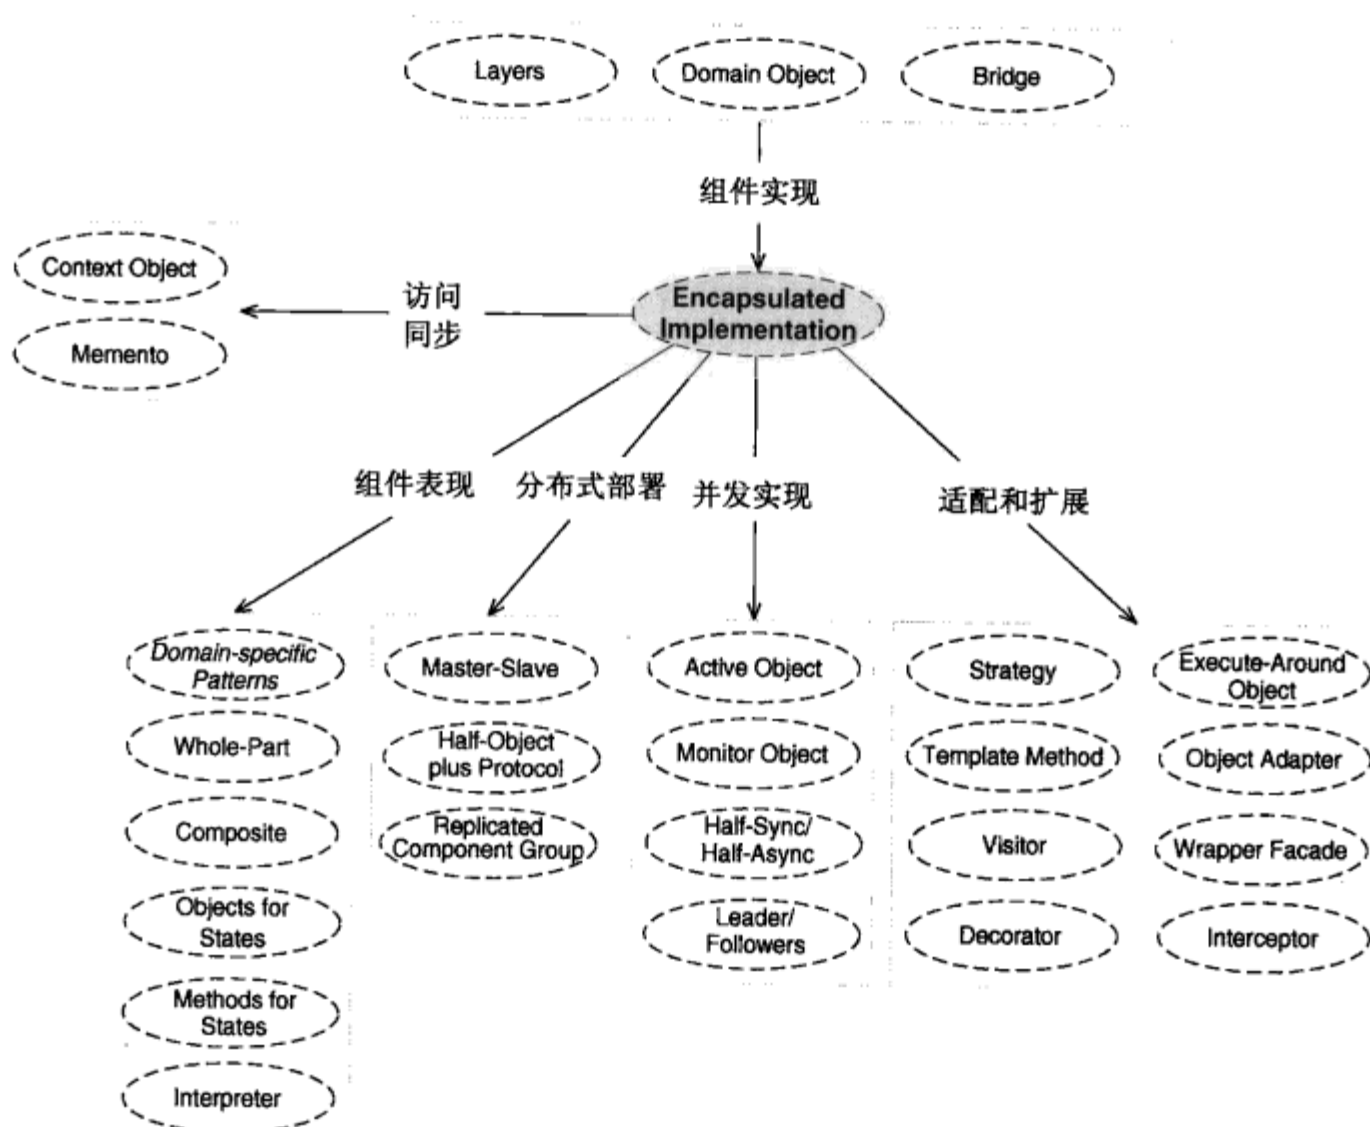 Layers
Domain Object
Bridge
组件实现
Context Object
Memento
访问
同步
Encapsulated
Implementation
组件表现
分布式部署
并发实现
适配和扩展
Domain-specific
Patterns
Whole-Part
Composite
Objects for
States
Methods for
States
Interpreter
Master-Slave
Half-Object
plus Protocol
Replicated
Component Group
Active Object
Monitor Object
Half-Sync/
Half-Async
Leader/
Followers
Strategy
Template Method
Visitor
Decorator
Execute-Around
Object
Object Adapter
Wrapper Facade
Interceptor